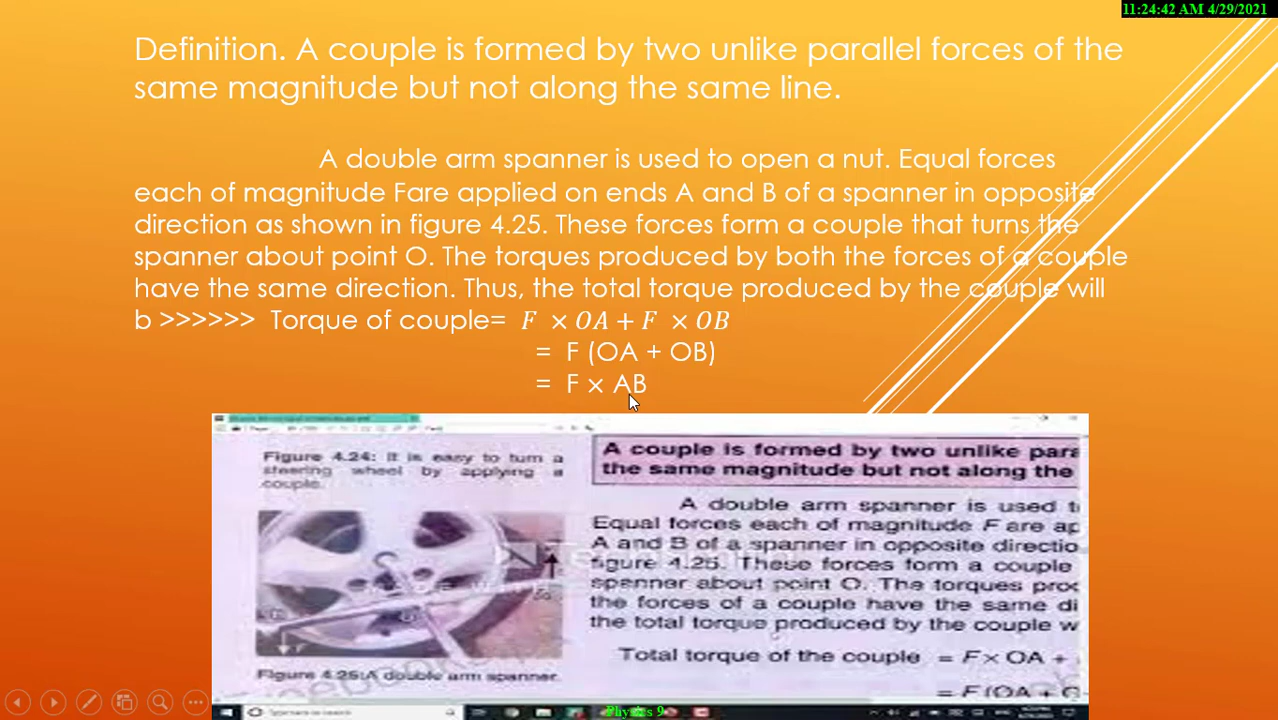 11:24:42 AM 4/29/2021
Definition. A couple is formed by two unlike parallel forces of the
same magnitude but not along the same line.
A double arm spanner is used to open a nut. Equal forces
each of magnitude Fare applied on ends A and B of a spanner in opposite
direction as shown in figure 4.25. These forces form a couple that turns the
spanner about point O. The torques produced by both the forces of a couple
have the same direction. Thus, the total torque produced by the couple will
b >>>>>> Torque of couple= F × OA + F × OB
= F (OA + OB)
= F × AB
Figure 4.24: It is easy to turn a
steering wheel by applying a
couple.
F
F
Figure 4.25:A double arm spanner.
A couple is formed by two unlike para
the same magnitude but not along the
A double arm spanner is used t
Equal forces each of magnitude F are ap
A and B of a spanner in opposite directio
figure 4.25. These forces form a couple
spanner about point O. The torques prod
the forces of a couple have the same di
the total torque produced by the couple w
Total torque of the couple = F× OA +
= F (OA + O
Physics 9